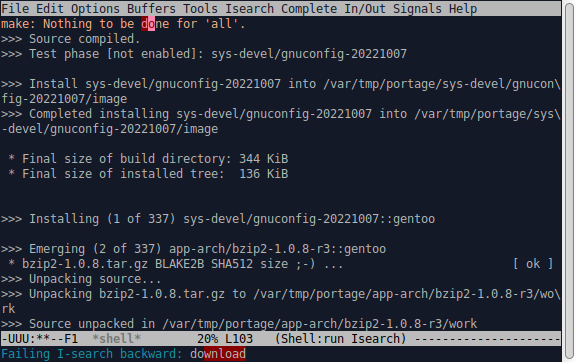 File Edit Options Buffers Tools Isearch Complete In/Out Signals Help
make: Nothing to be done for 'all'.
>>> Source compiled.
>>> Test phase [not enabled]: sys-devel/gnuconfig-20221007
>>> Install sys-devel/gnuconfig-20221007 into /var/tmp/portage/sys-devel/gnucon\
fig-20221007/image
>>> Completed installing sys-devel/gnuconfig-20221007 into /var/tmp/portage/sys\
-devel/gnuconfig-20221007/image
* Final size of build directory: 344 KiB
* Final size of installed tree:  136 KiB
>>> Installing (1 of 337) sys-devel/gnuconfig-20221007::gentoo
>>> Emerging (2 of 337) app-arch/bzip2-1.0.8-r3::gentoo
* bzip2-1.0.8.tar.gz BLAKE2B SHA512 size ;-) ... [ ok ]
>>> Unpacking source...
>>> Unpacking bzip2-1.0.8.tar.gz to /var/tmp/portage/app-arch/bzip2-1.0.8-r3/wo\
rk
>>> Source unpacked in /var/tmp/portage/app-arch/bzip2-1.0.8-r3/work
-UUU:**--F1  *shell*        20% L103   (Shell:run Isearch) --------------------
Failing I-search backward: download